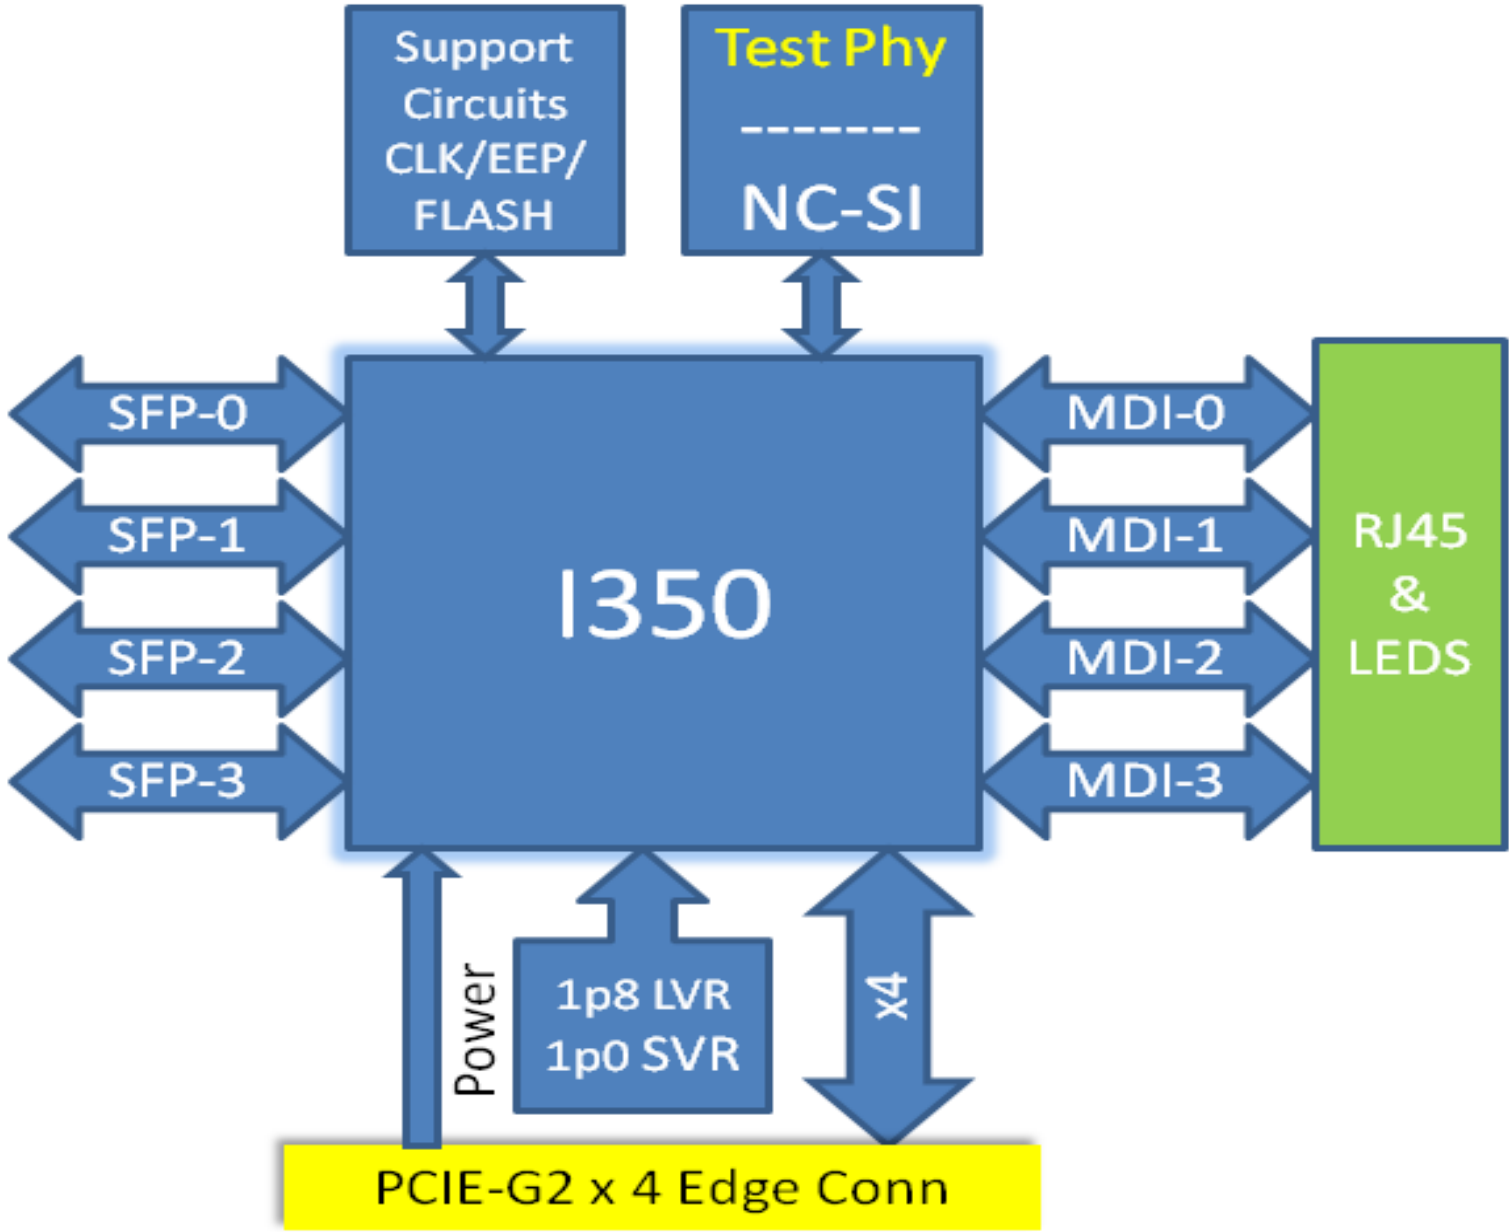 Support
Circuits
CLK/EEP/
FLASH
Test Phy
-------
NC-SI
SFP-0
SFP-1
SFP-2
SFP-3
I350
MDI-0
MDI-1
MDI-2
MDI-3
RJ45
&
LEDS
Power
1p8 LVR
1p0 SVR
x4
PCIE-G2 x 4 Edge Conn